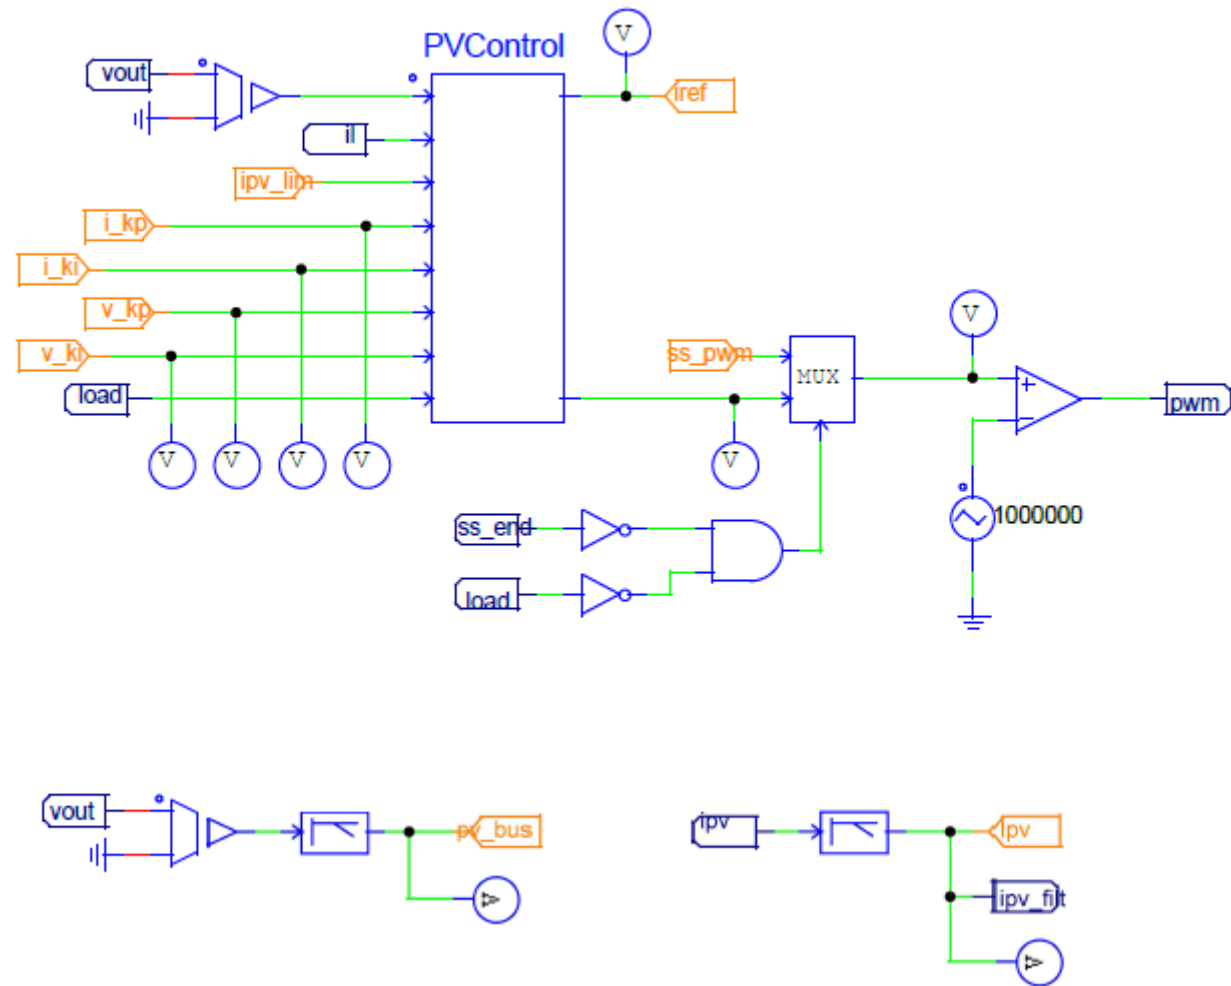 V
PVControl
vout
iref
il
ipv_lim
i_kp
i_ki
v_kp
V
v_ki
ss_pwm
MUX
load
pwm
V
V
V
V
V
ss_end
1000000
load
vout
pv_bus
ipv
Ipv
V
ipv_filt
V